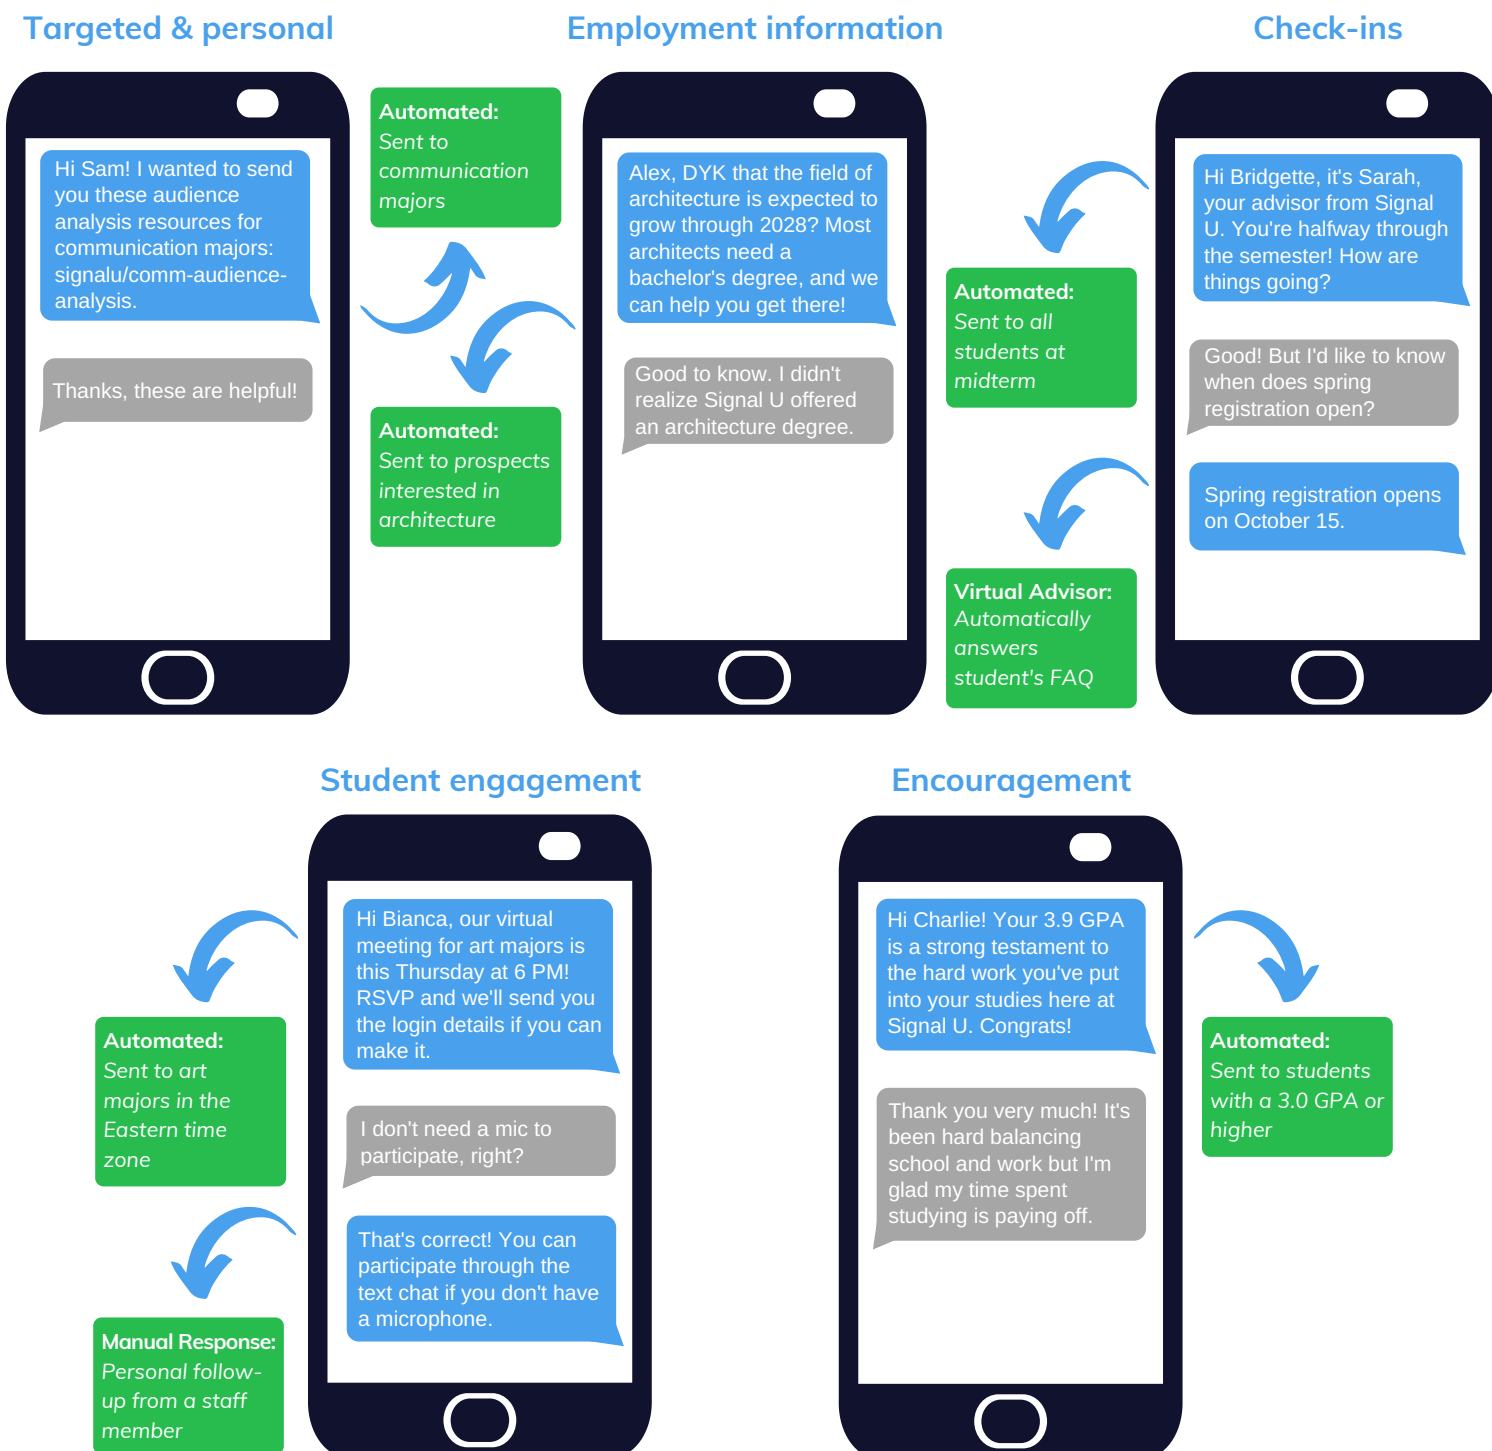 Targeted & personal
Hi Sam! I wanted to send
you these audience
analysis resources for
communication majors:
signalu/comm-audience-
analysis.
Thanks, these are helpful!
Automated:
Sent to
communication
majors
Employment information
Automated:
Sent to prospects
interested in
architecture
Alex, DYK that the field of
architecture is expected to
grow through 2028? Most
architects need a
bachelor's degree, and we
can help you get there!
Good to know. I didn't
realize Signal U offered
an architecture degree.
Check-ins
Automated:
Sent to all
students at
midterm
Hi Bridgette, it's Sarah,
your advisor from Signal
U. You're halfway through
the semester! How are
things going?
Good! But I'd like to know
when does spring
registration open?
Virtual Advisor:
Automatically
answers
student's FAQ
Spring registration opens
on October 15.
Student engagement
Automated:
Sent to art
majors in the
Eastern time
zone
Hi Bianca, our virtual
meeting for art majors is
this Thursday at 6 PM!
RSVP and we'll send you
the login details if you can
make it.
I don't need a mic to
participate, right?
Manual Response:
Personal follow-
up from a staff
member
That's correct! You can
participate through the
text chat if you don't have
a microphone.
Encouragement
Hi Charlie! Your 3.9 GPA
is a strong testament to
the hard work you've put
into your studies here at
Signal U. Congrats!
Thank you very much! It's
been hard balancing
school and work but I'm
glad my time spent
studying is paying off.
Automated:
Sent to students
with a 3.0 GPA or
higher